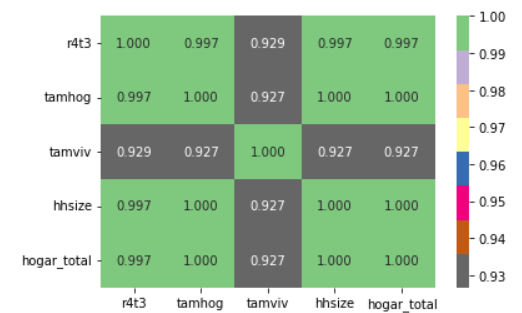 r4t3 1.000 0.997 0.929 0.997 0.997
tamhog 0.997 1.000 0.927 1.000 1.000
tamviv 0.929 0.927 1.000 0.927 0.927
hhsize 0.997 1.000 0.927 1.000 1.000
hogar_total 0.997 1.000 0.927 1.000 1.000
r4t3 tamhog tamviv hhsize hogar_total
1.00
0.99
0.98
0.97
0.96
0.95
0.94
0.93